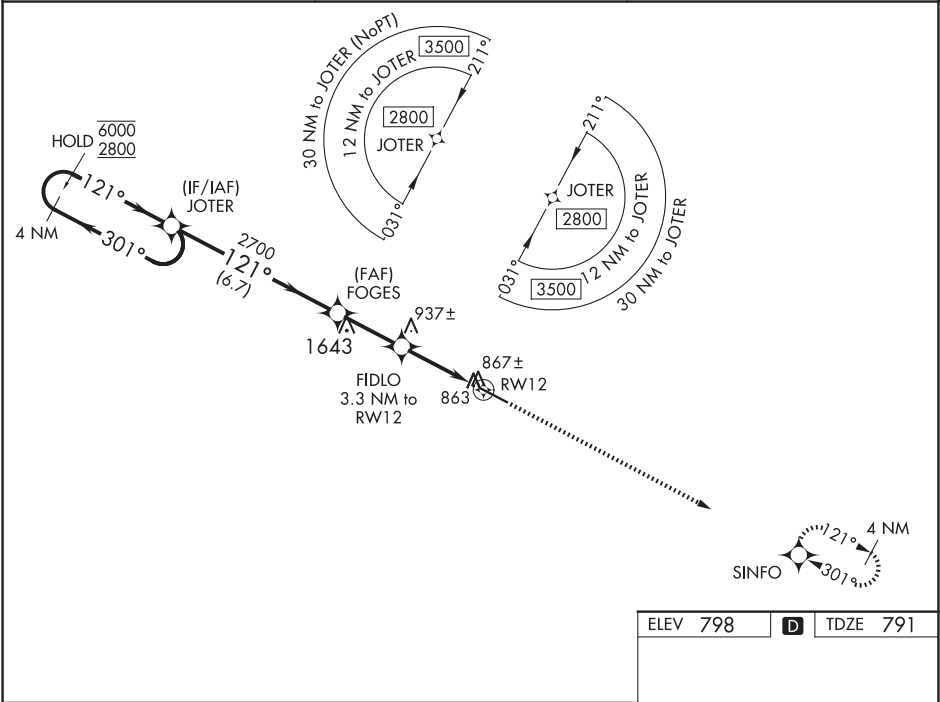 30 NM to JOTER (NoPT)
12 NM to JOTER
3500
211°
2800
JOTER
031°
211°
JOTER
2800
12 NM to JOTER
30 NM to JOTER
3500
031°
HOLD 6000
2800
121°
301°
4 NM
(IF/IAF)
JOTER
2700
121°
(6.7)
(FAF)
FOGES
1643
937±
FIDLO
3.3 NM to
RW12
867±
863
RW12
SINFO
121°
301°
4 NM
ELEV 798 D TDZE 791